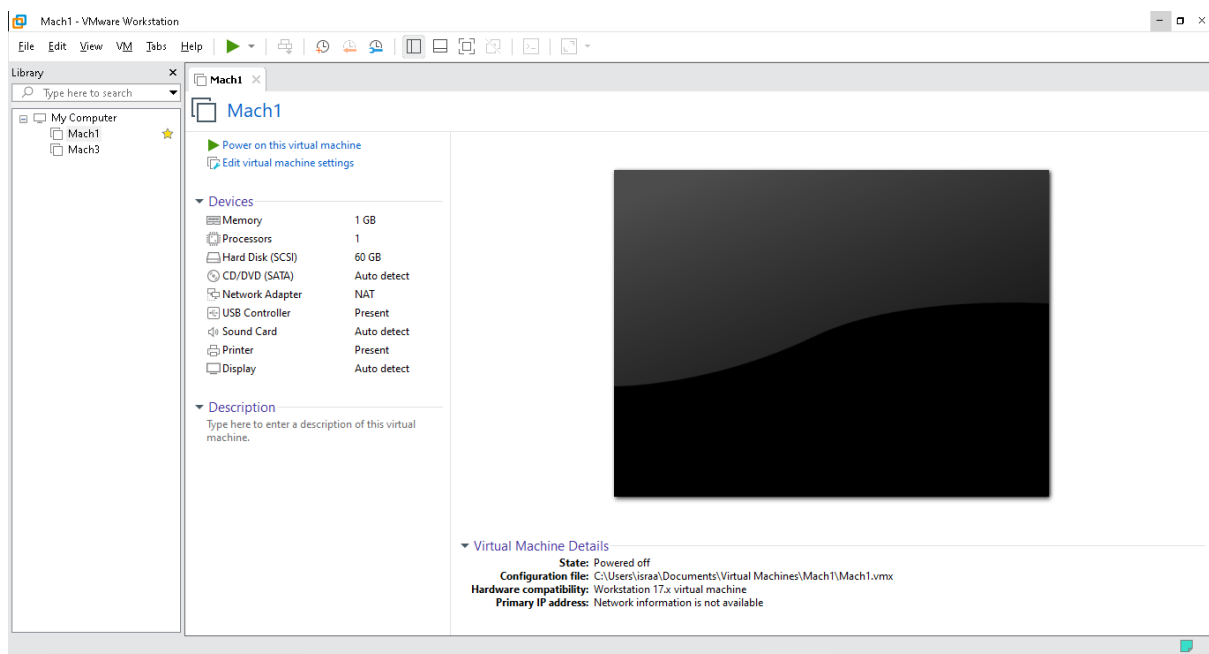 Mach1 - VMware Workstation
File Edit View VM Tabs Help
Library
Type here to search
My Computer
Mach1
Mach3
Mach1
Mach1
Power on this virtual machine
Edit virtual machine settings
Devices
Memory 1 GB
Processors 1
Hard Disk (SCSI) 60 GB
CD/DVD (SATA) Auto detect
Network Adapter NAT
USB Controller Present
Sound Card Auto detect
Printer Present
Display Auto detect
Description
Type here to enter a description of this virtual
machine.
Virtual Machine Details
State: Powered off
Configuration file: C:\Users\israa\Documents\Virtual Machines\Mach1\Mach1.vmx
Hardware compatibility: Workstation 17.x virtual machine
Primary IP address: Network information is not available